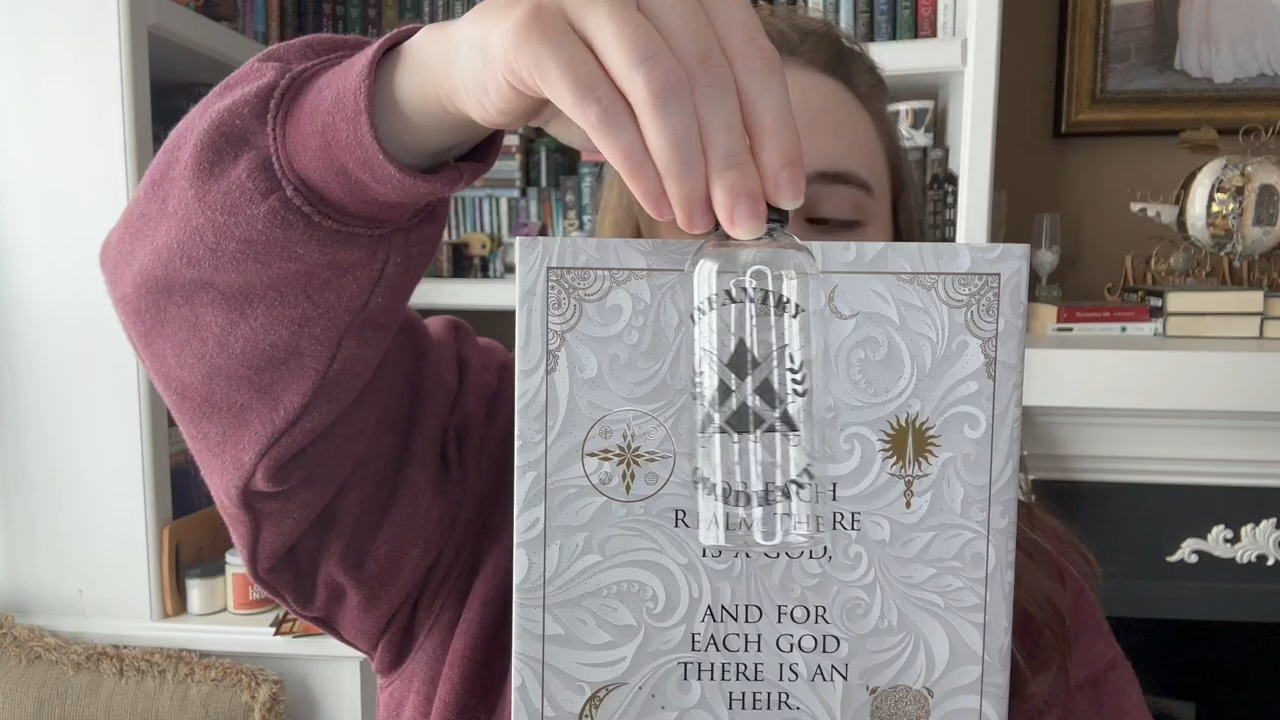 INFANTRY
FOR EACH
REALM THERE
IS A GOD,
AND FOR
EACH GOD
THERE IS AN
HEIR.